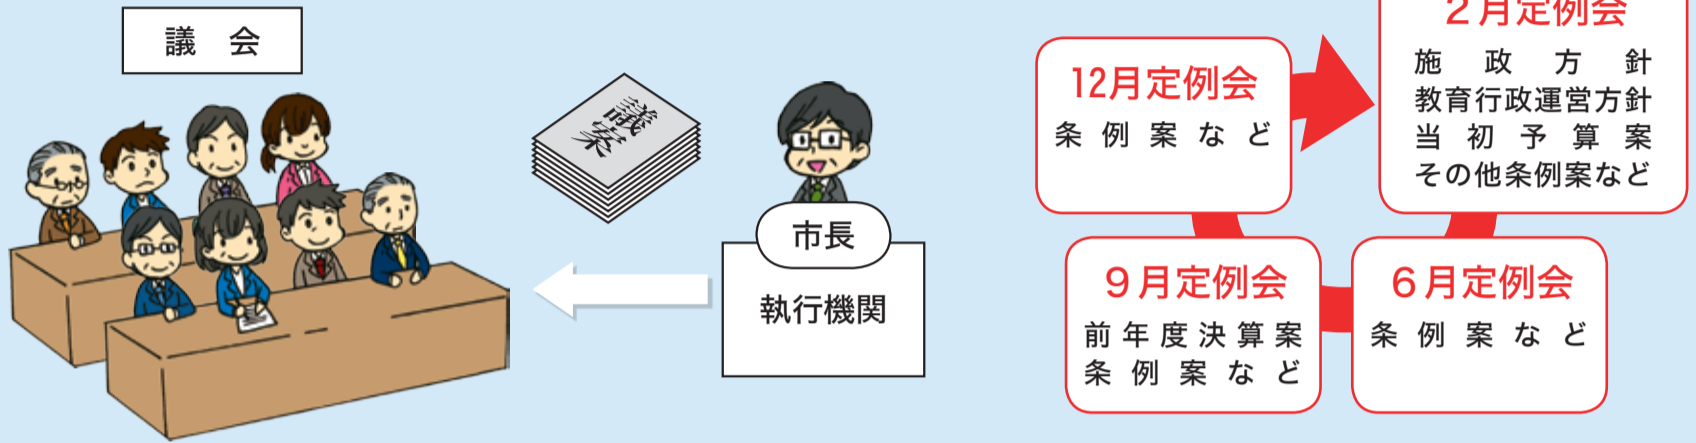 議会
議案
市長
執行機関
12月定例会
条例案など
2月定例会
施政方針
教育行政運営方針
当初予算案
その他条例案など
9月定例会
前年度決算案
条例案など
6月定例会
条例案など